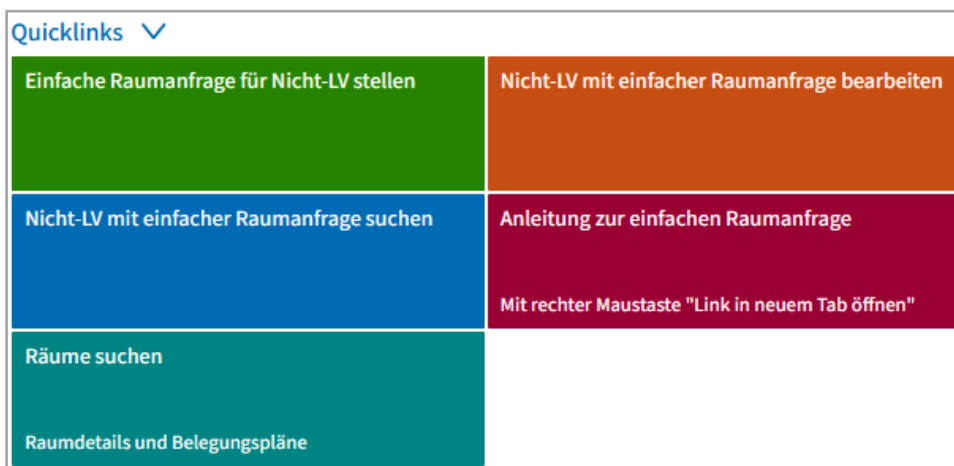 Quicklinks
Einfache Raumanfrage für Nicht-LV stellen
Nicht-LV mit einfacher Raumanfrage bearbeiten
Nicht-LV mit einfacher Raumanfrage suchen
Anleitung zur einfachen Raumanfrage
Mit rechter Maustaste "Link in neuem Tab öffnen"
Räume suchen
Raumdetails und Belegungspläne